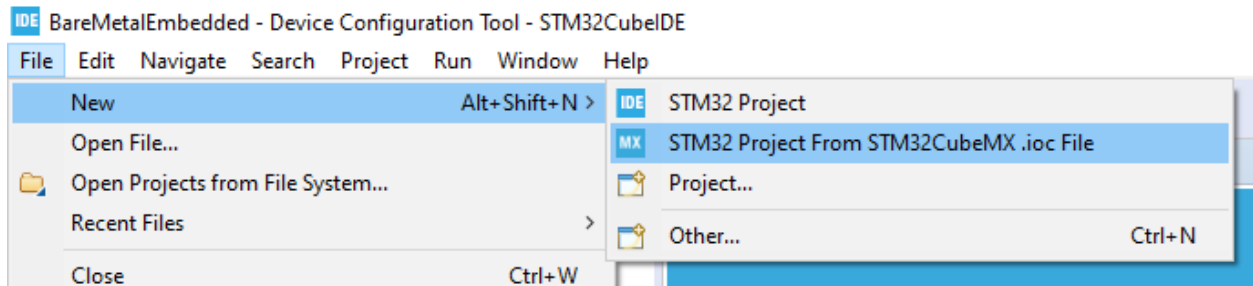 IDE BareMetalEmbedded - Device Configuration Tool - STM32CubeIDE
File Edit Navigate Search Project Run Window Help
New Alt+Shift+N >
Open File...
Open Projects from File System...
Recent Files >
Close Ctrl+W
IDE STM32 Project
MX STM32 Project From STM32CubeMX .ioc File
Project...
Other... Ctrl+N